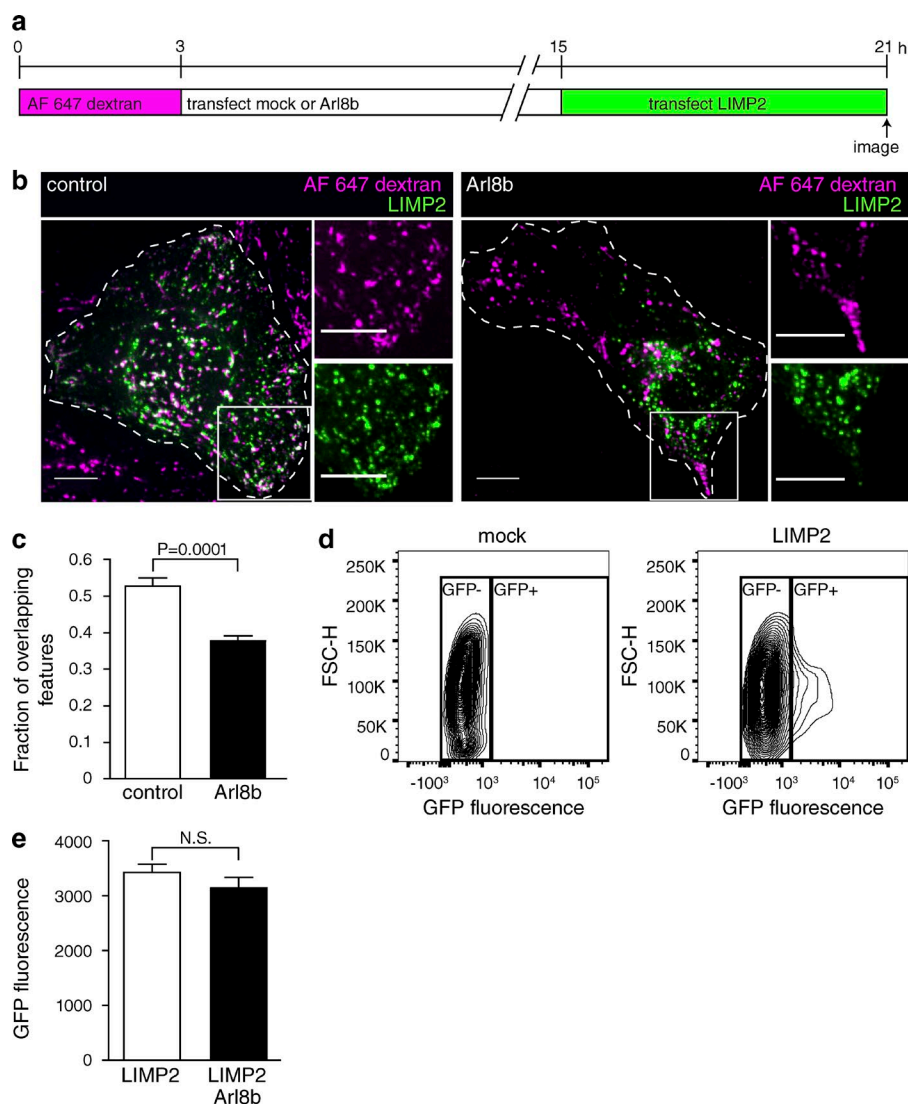 a
0 3 15 21 h
AF 647 dextran transfect mock or Arl8b transfect LIMP2
image
b
control AF 647 dextran
LIMP2
Arl8b AF 647 dextran
LIMP2
c
P=0.0001
Fraction of overlapping
features
0.6
0.5
0.4
0.3
0.2
0.1
0
control Arl8b
d
mock
FSC-H
250K
200K
150K
100K
50K
0
GFP- GFP+
-100³ 10³ 10⁴ 10⁵
GFP fluorescence
LIMP2
FSC-H
250K
200K
150K
100K
50K
0
GFP- GFP+
-100³ 10³ 10⁴ 10⁵
GFP fluorescence
e
N.S.
GFP fluorescence
4000
3000
2000
1000
0
LIMP2 LIMP2
Arl8b